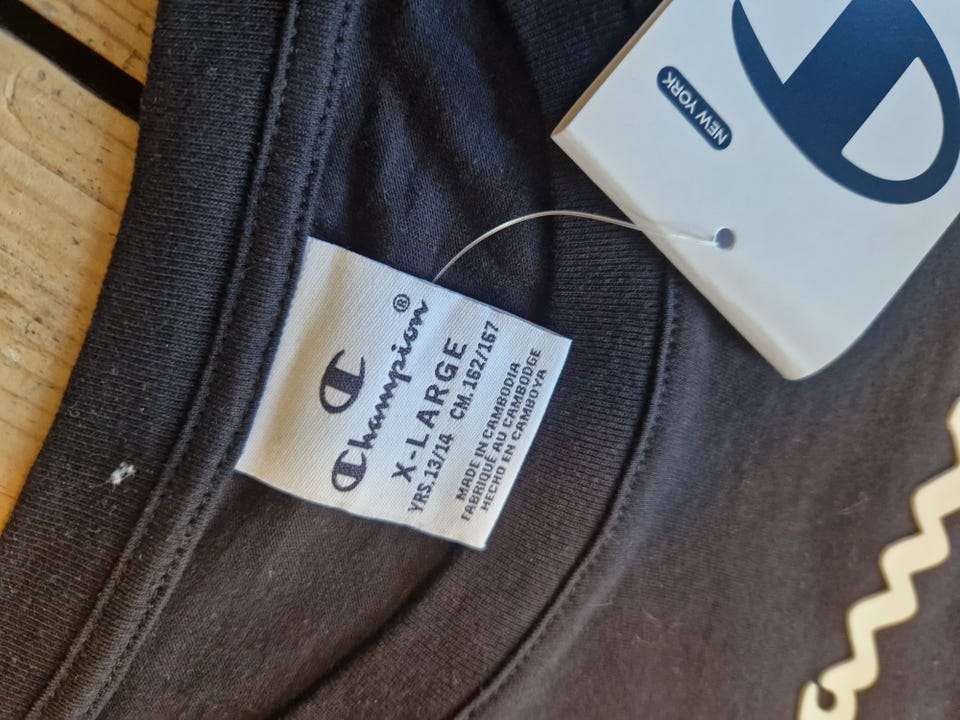 Champion®
X-LARGE
YRS.13/14 CM.162/167
MADE IN CAMBODIA
FABRIQUÉ AU CAMBODGE
HECHO EN CAMBOYA
NEW YORK